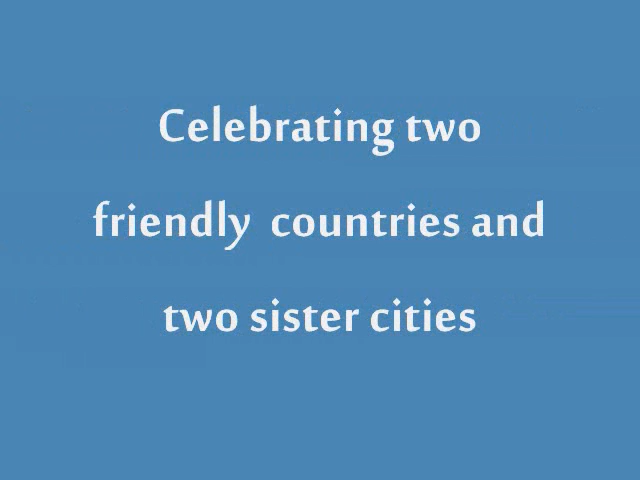 Celebrating two
friendly  countries and
two sister cities